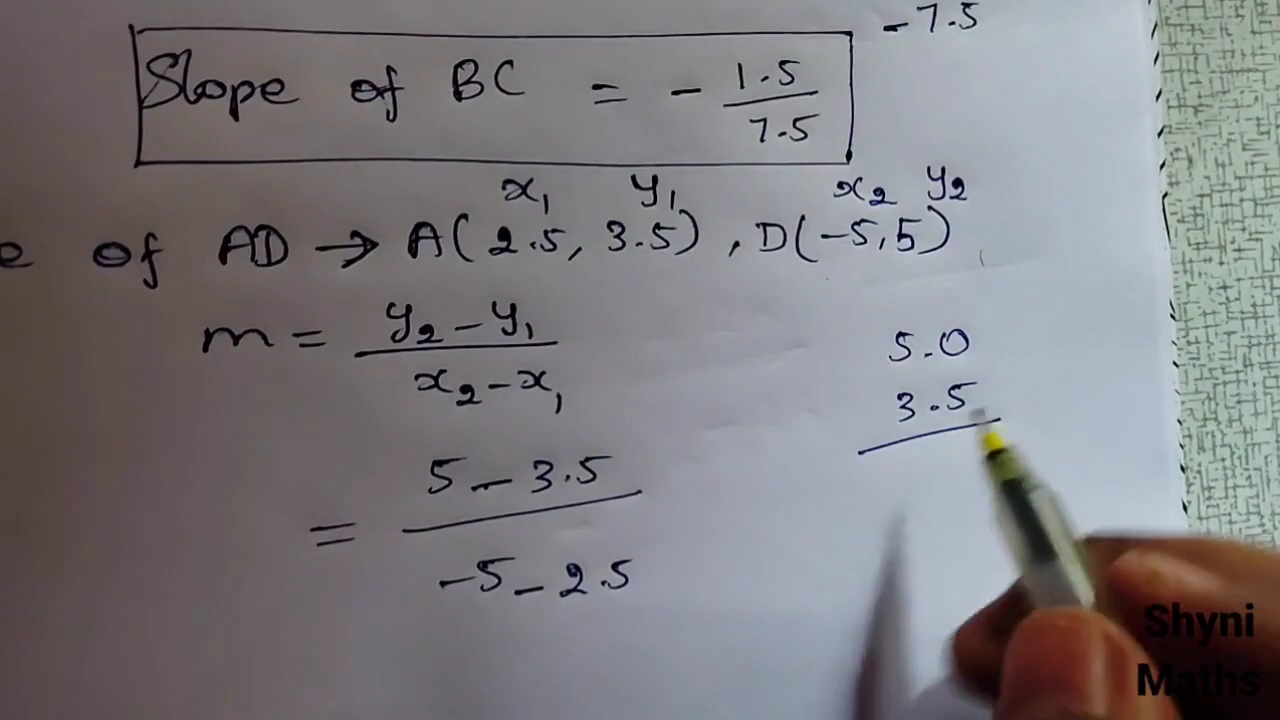 -7.5
Slope of BC = - 1.5/7.5
x₁ y₁ x₂ y₂
of AD → A(2.5, 3.5), D(-5,5)
m = y₂-y₁/x₂-x₁
5.0
3.5
= 5-3.5/-5-2.5
Shyni
Maths